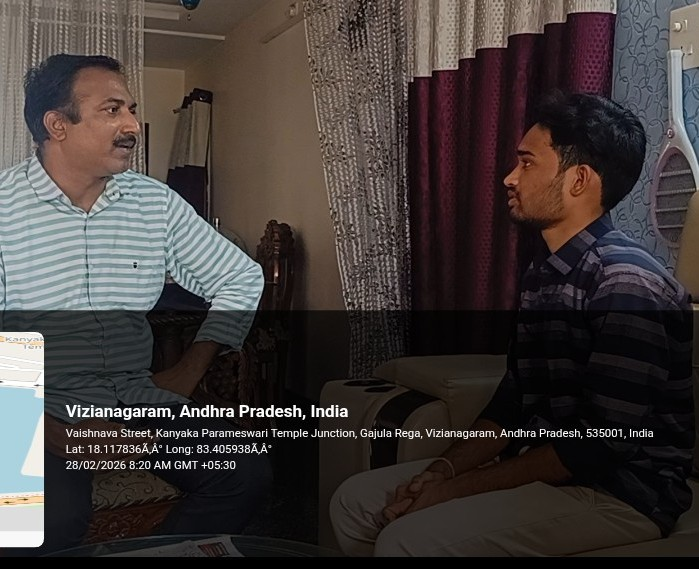 Kanyak
Tem
Vizianagaram, Andhra Pradesh, India
Vaishnava Street, Kanyaka Parameswari Temple Junction, Gajula Rega, Vizianagaram, Andhra Pradesh, 535001, India
Lat: 18.117836Ã,Â° Long: 83.405938Ã,Â°
28/02/2026 8:20 AM GMT +05:30